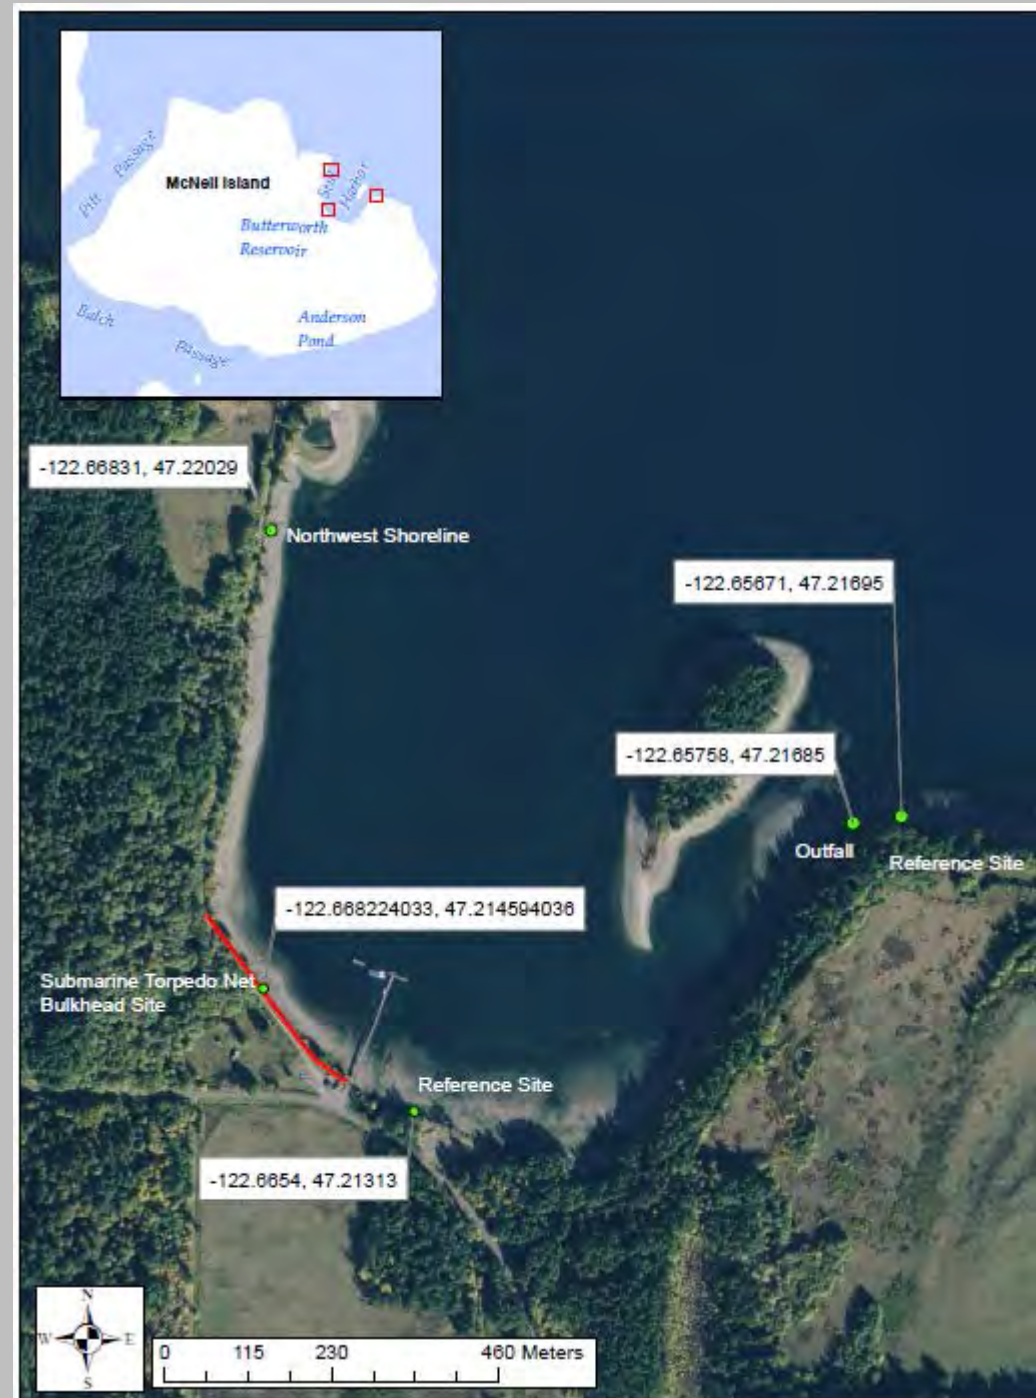 Pitt Passage
McNeil Island
Still
Harbor
Butterworth
Reservoir
Balch
Passage
Anderson
Pond
-122.66831, 47.22029
Northwest Shoreline
-122.65671, 47.21695
-122.65758, 47.21685
Outfall
Reference Site
-122.668224033, 47.214594036
Submarine Torpedo Net
Bulkhead Site
Reference Site
-122.6654, 47.21313
N
W E
S
0 115 230 460 Meters